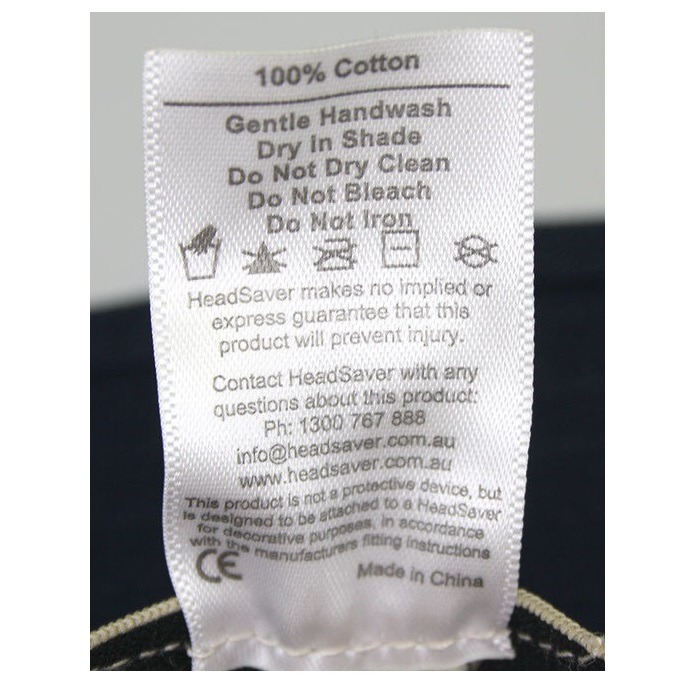 100% Cotton
Gentle Handwash
Dry In Shade
Do Not Dry Clean
Do Not Bleach
Do Not Iron
HeadSaver makes no implied or
express guarantee that this
product will prevent injury.
Contact HeadSaver with any
questions about this product:
Ph: 1300 767 888
info@headsaver.com.au
www.headsaver.com.au
This product is not a protective device, but
is designed to be attached to a HeadSaver
for decorative purposes, in accordance
with the manufacturers fitting instructions
CE
Made in China